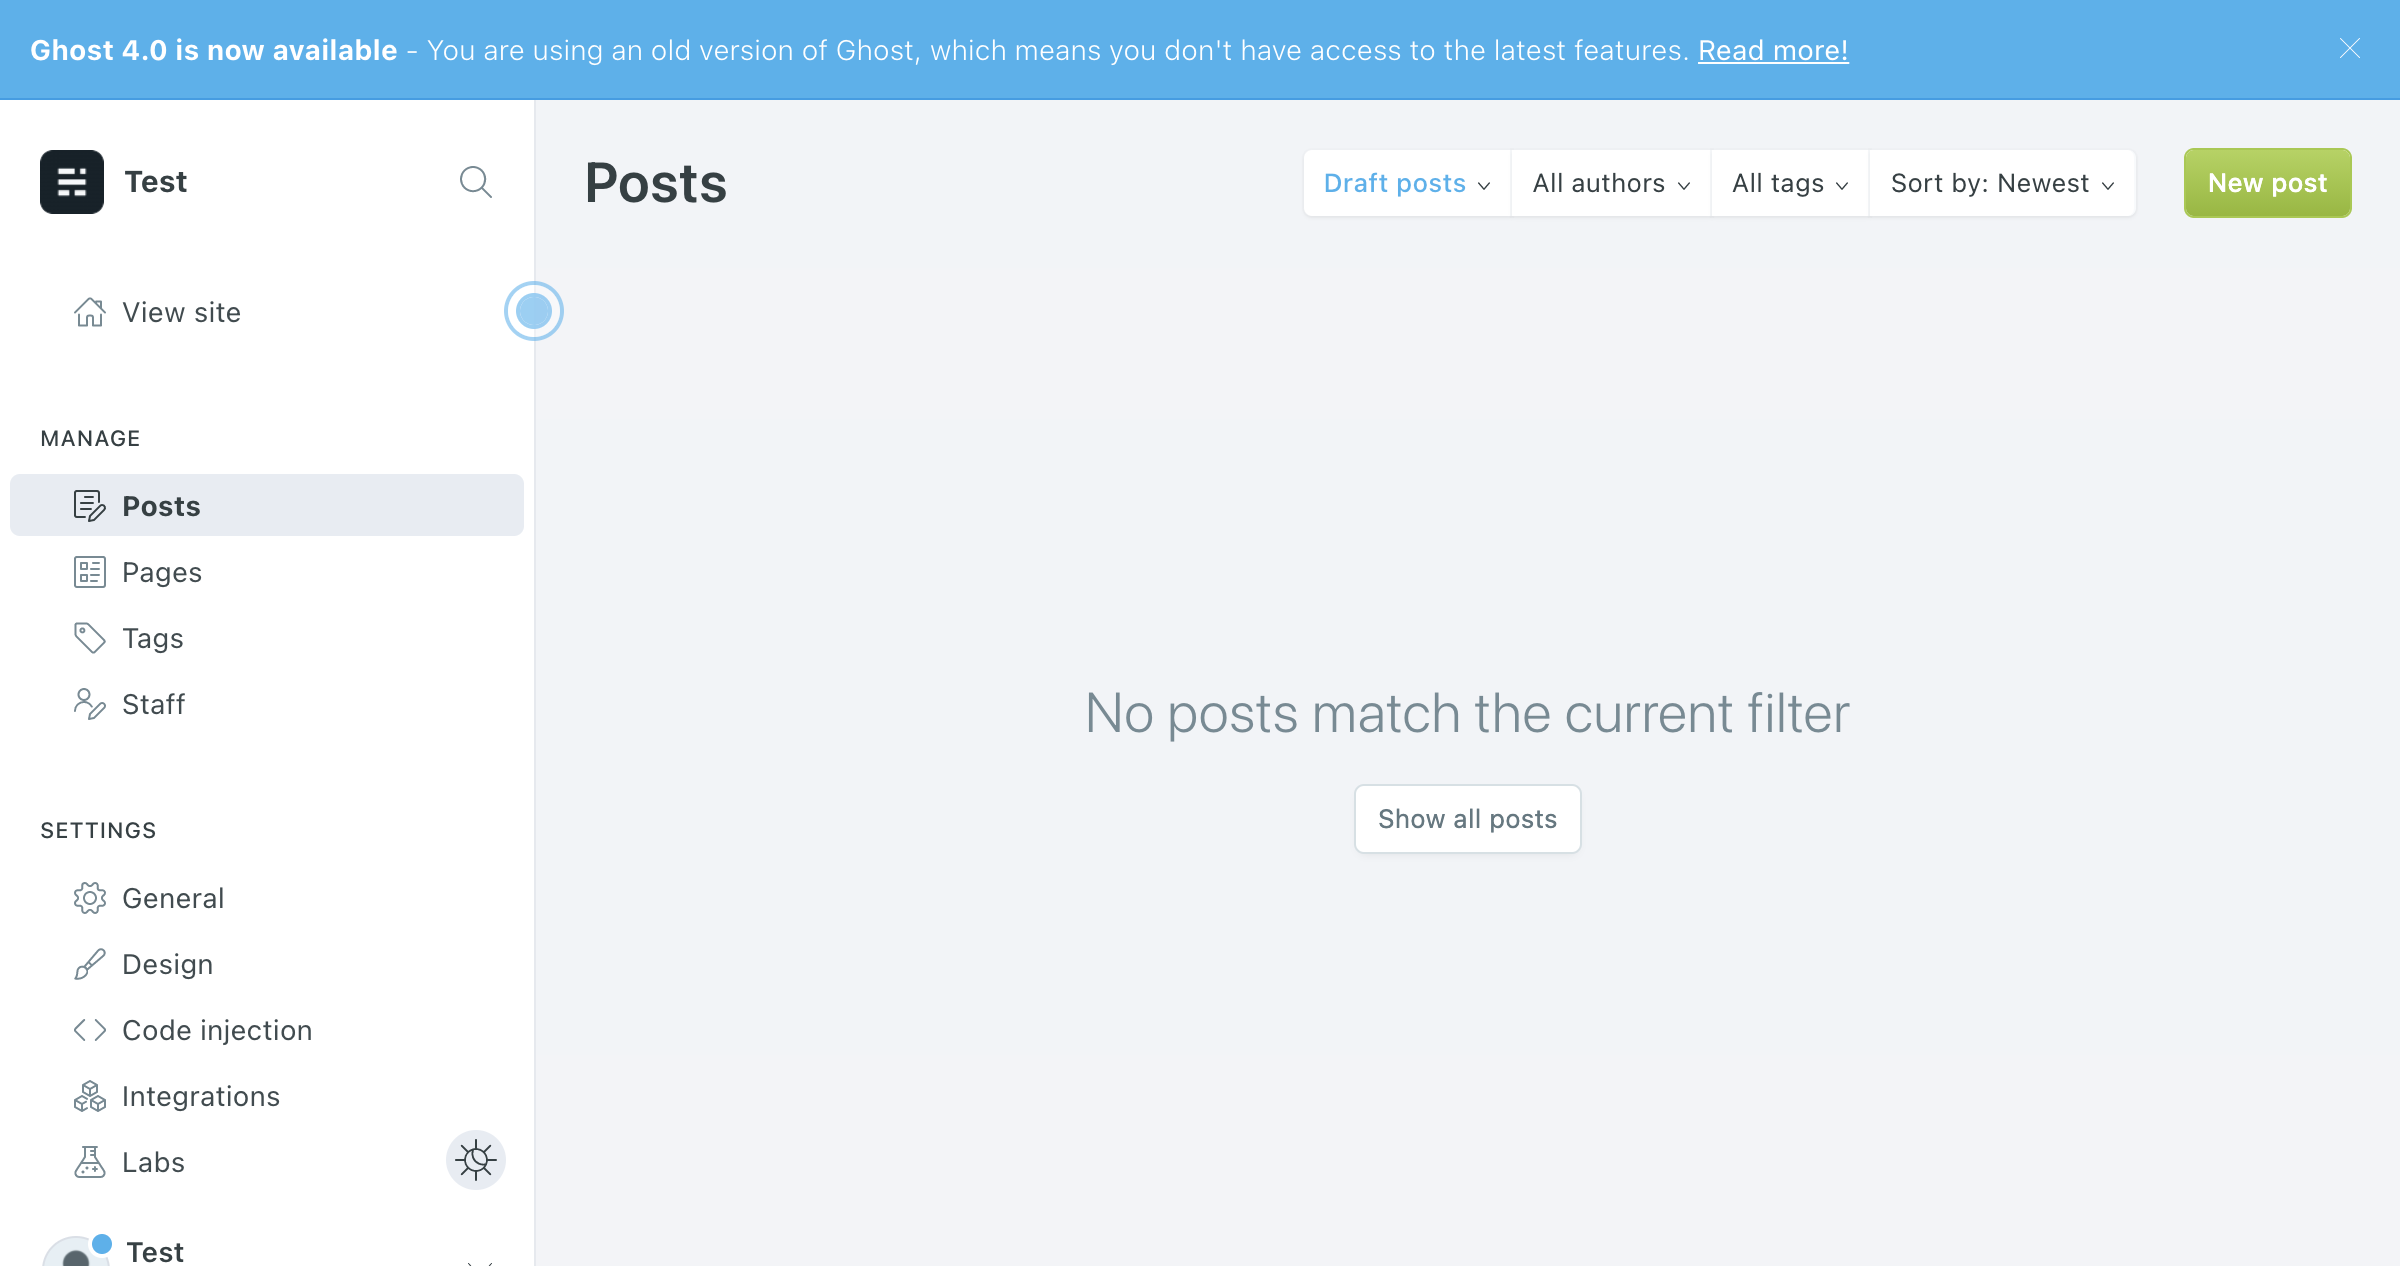 Ghost 4.0 is now available - You are using an old version of Ghost, which means you don't have access to the latest features. Read more!
Test
View site
MANAGE
Posts
Pages
Tags
Staff
SETTINGS
General
Design
Code injection
Integrations
Labs
Test
Posts
Draft posts
All authors
All tags
Sort by: Newest
New post
No posts match the current filter
Show all posts